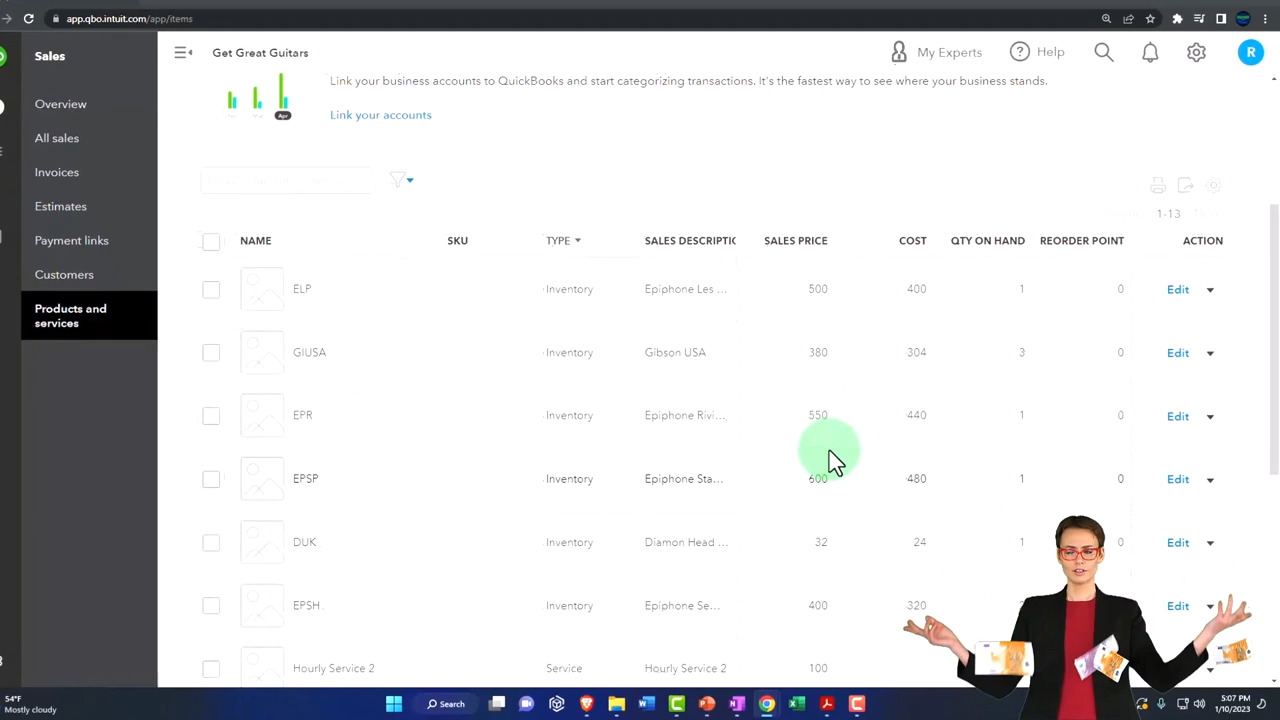 app.qbo.intuit.com/app/items
Sales
Get Great Guitars
My Experts
Help
R
Link your business accounts to QuickBooks and start categorizing transactions. It's the fastest way to see where your business stands.
Overview
Apr
Link your accounts
All sales
Invoices
Estimates
1-13
Payment links
NAME SKU TYPE SALES DESCRIPTIO SALES PRICE COST QTY ON HAND REORDER POINT ACTION
Customers
ELP Inventory Epiphone Les ... 500 400 1 0 Edit
Products and
services
GIUSA Inventory Gibson USA 380 304 3 0 Edit
EPR Inventory Epiphone Rivi... 550 440 1 0 Edit
EPSP Inventory Epiphone Sta... 600 480 1 0 Edit
DUK Inventory Diamon Head ... 32 24 1 0 Edit
EPSH Inventory Epiphone Se... 400 320 Edit
Hourly Service 2 Service Hourly Service 2 100
54°F
Mostly cloudy
Search
5:07 PM
1/10/2023